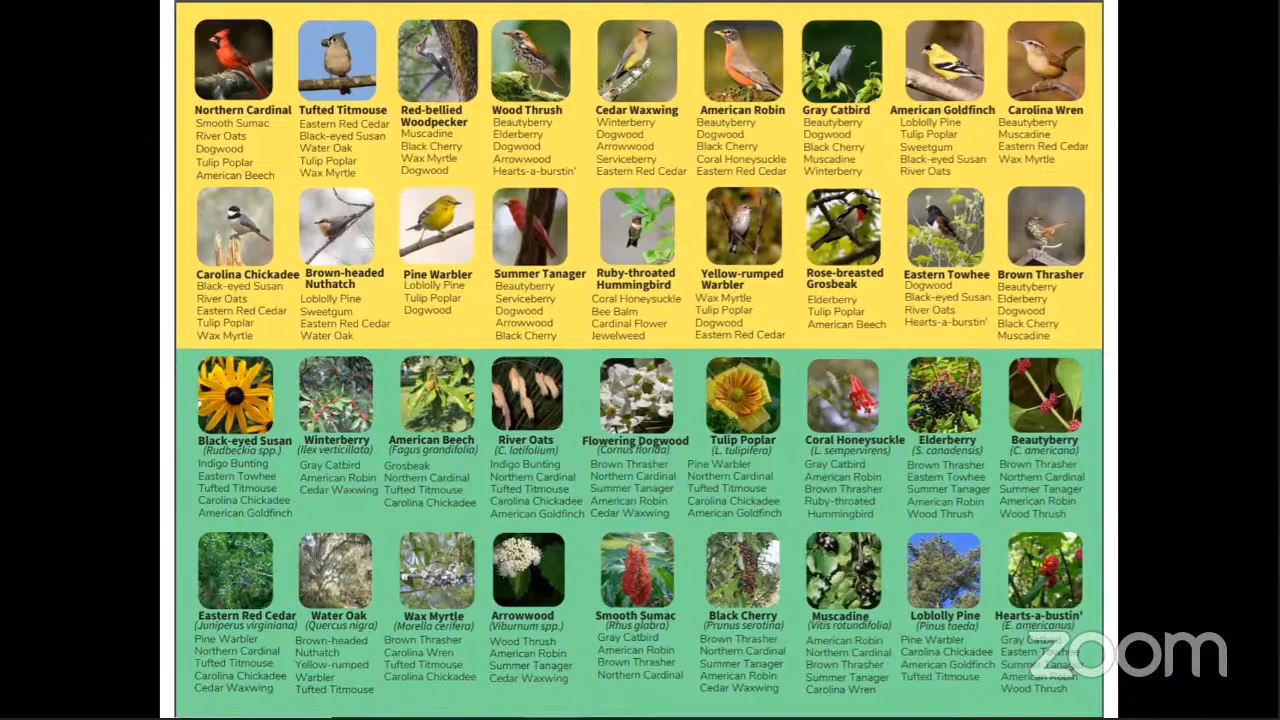 Northern Cardinal
Smooth Sumac
River Oats
Dogwood
Tulip Poplar
American Beech
Tufted Titmouse
Eastern Red Cedar
Black-eyed Susan
Water Oak
Tulip Poplar
Wax Myrtle
Red-bellied
Woodpecker
Muscadine
Black Cherry
Wax Myrtle
Dogwood
Wood Thrush
Beautyberry
Elderberry
Dogwood
Arrowwood
Hearts-a-burstin'
Cedar Waxwing
Winterberry
Dogwood
Arrowwood
Serviceberry
Eastern Red Cedar
American Robin
Beautyberry
Dogwood
Black Cherry
Coral Honeysuckle
Eastern Red Cedar
Gray Catbird
Beautyberry
Dogwood
Black Cherry
Muscadine
Winterberry
American Goldfinch
Loblolly Pine
Tulip Poplar
Sweetgum
Black-eyed Susan
River Oats
Carolina Wren
Beautyberry
Muscadine
Eastern Red Cedar
Wax Myrtle
Carolina Chickadee
Black-eyed Susan
River Oats
Eastern Red Cedar
Tulip Poplar
Wax Myrtle
Brown-headed
Nuthatch
Loblolly Pine
Sweetgum
Eastern Red Cedar
Water Oak
Pine Warbler
Loblolly Pine
Tulip Poplar
Dogwood
Summer Tanager
Beautyberry
Serviceberry
Dogwood
Arrowwood
Black Cherry
Ruby-throated
Hummingbird
Coral Honeysuckle
Bee Balm
Cardinal Flower
Jewelweed
Yellow-rumped
Warbler
Wax Myrtle
Tulip Poplar
Dogwood
Eastern Red Cedar
Rose-breasted
Grosbeak
Elderberry
Tulip Poplar
American Beech
Eastern Towhee
Dogwood
Black-eyed Susan
River Oats
Hearts-a-burstin'
Brown Thrasher
Beautyberry
Elderberry
Dogwood
Black Cherry
Muscadine
Black-eyed Susan
(Rudbeckia spp.)
Indigo Bunting
Eastern Towhee
Tufted Titmouse
Carolina Chickadee
American Goldfinch
Winterberry
(Ilex verticillata)
Gray Catbird
American Robin
Cedar Waxwing
American Beech
(Fagus grandifolia)
Grosbeak
Northern Cardinal
Tufted Titmouse
Carolina Chickadee
River Oats
(C. latifolium)
Indigo Bunting
Northern Cardinal
Tufted Titmouse
Carolina Chickadee
American Goldfinch
Flowering Dogwood
(Cornus florida)
Brown Thrasher
Northern Cardinal
Summer Tanager
American Robin
Cedar Waxwing
Tulip Poplar
(L. tulipifera)
Pine Warbler
Northern Cardinal
Tufted Titmouse
Carolina Chickadee
American Goldfinch
Coral Honeysuckle
(L. sempervirens)
Gray Catbird
American Robin
Brown Thrasher
Ruby-throated
Hummingbird
Elderberry
(S. canadensis)
Brown Thrasher
Eastern Towhee
Summer Tanager
American Robin
Wood Thrush
Beautyberry
(C. americana)
Brown Thrasher
Northern Cardinal
Summer Tanager
American Robin
Wood Thrush
Eastern Red Cedar
(Juniperus virginiana)
Pine Warbler
Northern Cardinal
Tufted Titmouse
Carolina Chickadee
Cedar Waxwing
Water Oak
(Quercus nigra)
Brown-headed
Nuthatch
Yellow-rumped
Warbler
Tufted Titmouse
Wax Myrtle
(Morella cerifera)
Brown Thrasher
Carolina Wren
Tufted Titmouse
Carolina Chickadee
Arrowwood
(Viburnum spp.)
Wood Thrush
American Robin
Summer Tanager
Cedar Waxwing
Smooth Sumac
(Rhus glabra)
Gray Catbird
American Robin
Brown Thrasher
Northern Cardinal
Black Cherry
(Prunus serotina)
Brown Thrasher
Northern Cardinal
Summer Tanager
American Robin
Cedar Waxwing
Muscadine
(Vitis rotundifolia)
American Robin
Northern Cardinal
Brown Thrasher
Summer Tanager
Carolina Wren
Loblolly Pine
(Pinus taeda)
Pine Warbler
Carolina Chickadee
American Goldfinch
Tufted Titmouse
Hearts-a-bustin'
(E. americanus)
Gray Catbird
Eastern Towhee
Summer Tanager
American Robin
Wood Thrush
zoom